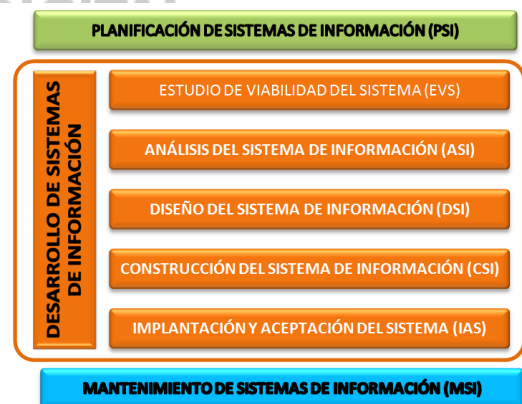 PLANIFICACIÓN DE SISTEMAS DE INFORMACIÓN (PSI)
DESARROLLO DE SISTEMAS
DE INFORMACIÓN
ESTUDIO DE VIABILIDAD DEL SISTEMA (EVS)
ANÁLISIS DEL SISTEMA DE INFORMACIÓN (ASI)
DISEÑO DEL SISTEMA DE INFORMACIÓN (DSI)
CONSTRUCCIÓN DEL SISTEMA DE INFORMACIÓN (CSI)
IMPLANTACIÓN Y ACEPTACIÓN DEL SISTEMA (IAS)
MANTENIMIENTO DE SISTEMAS DE INFORMACIÓN (MSI)